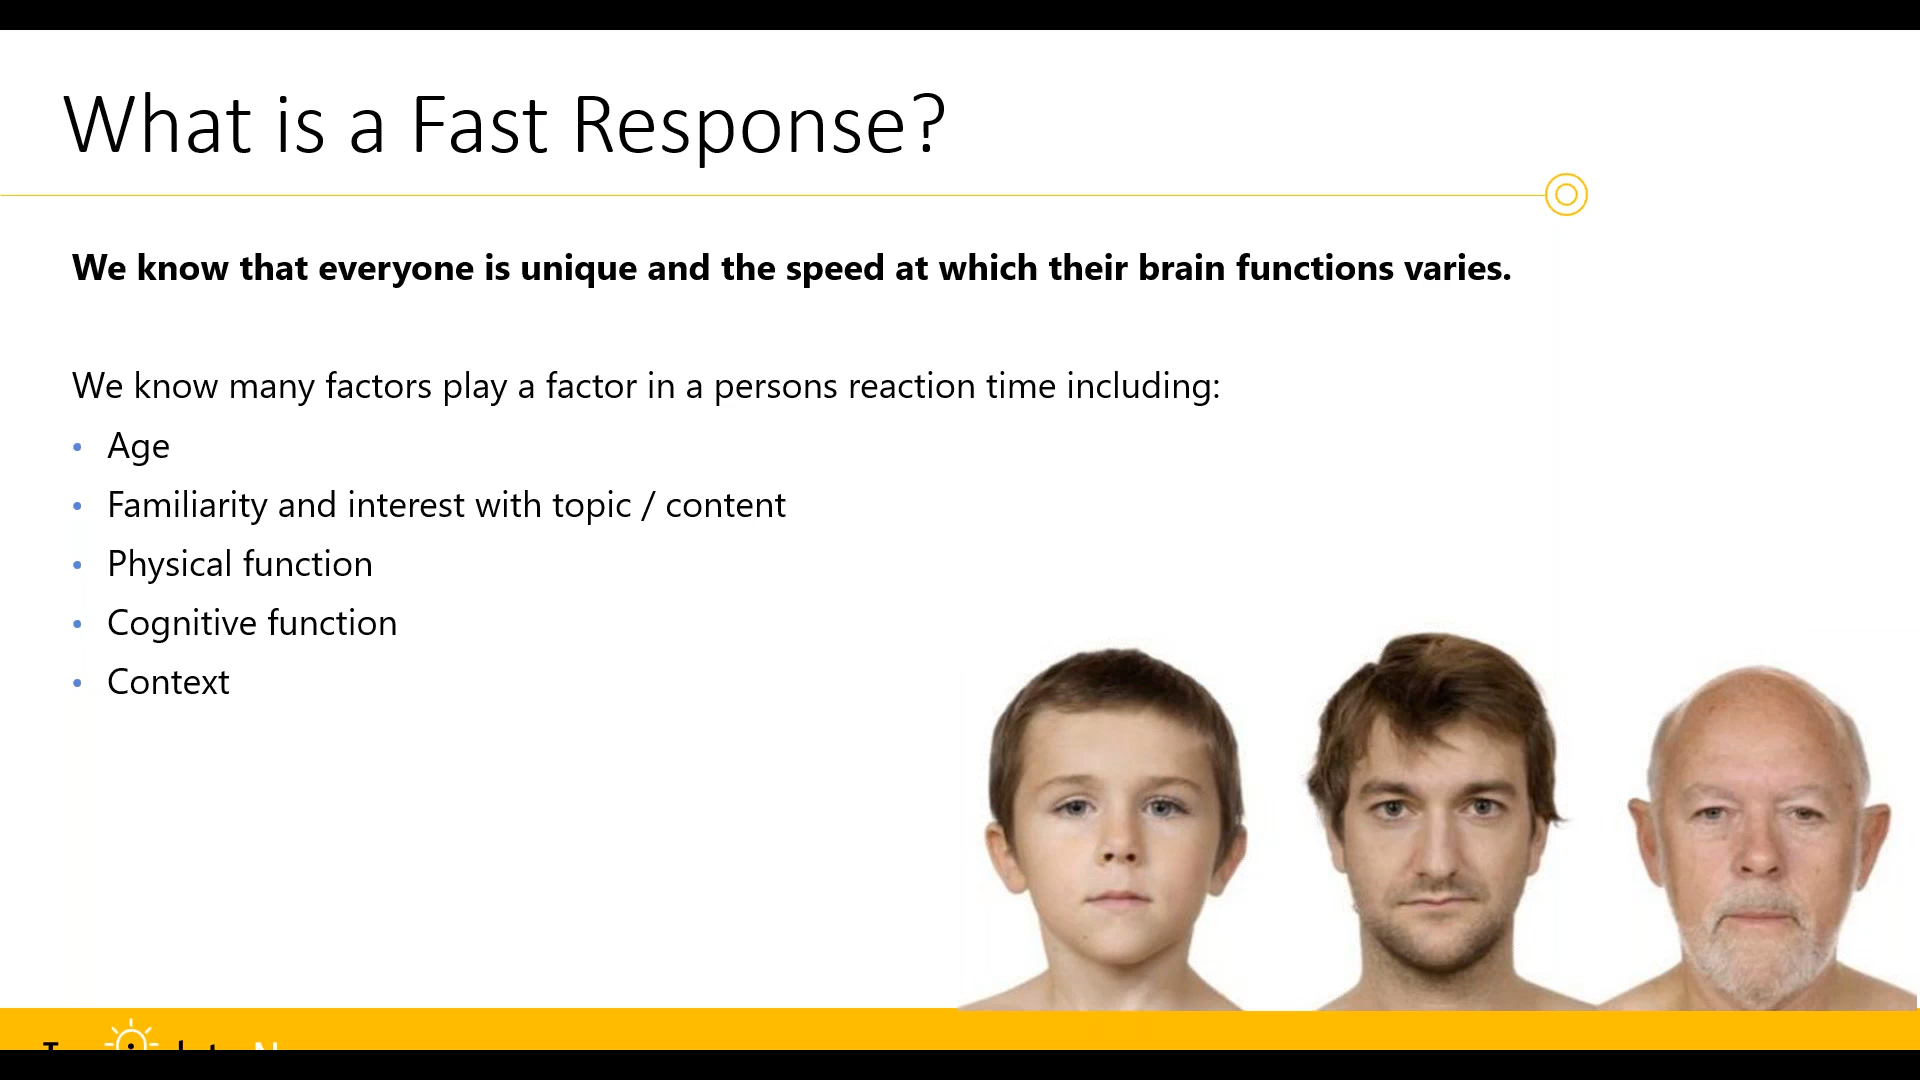 What is a Fast Response?
We know that everyone is unique and the speed at which their brain functions varies.
We know many factors play a factor in a persons reaction time including:
• Age
• Familiarity and interest with topic / content
• Physical function
• Cognitive function
• Context